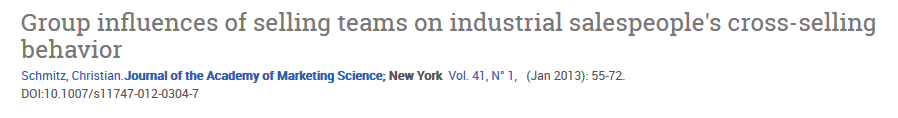 Group influences of selling teams on industrial salespeople's cross-selling
behavior
Schmitz, Christian.Journal of the Academy of Marketing Science; New York Vol. 41, N° 1, (Jan 2013): 55-72.
DOI:10.1007/s11747-012-0304-7